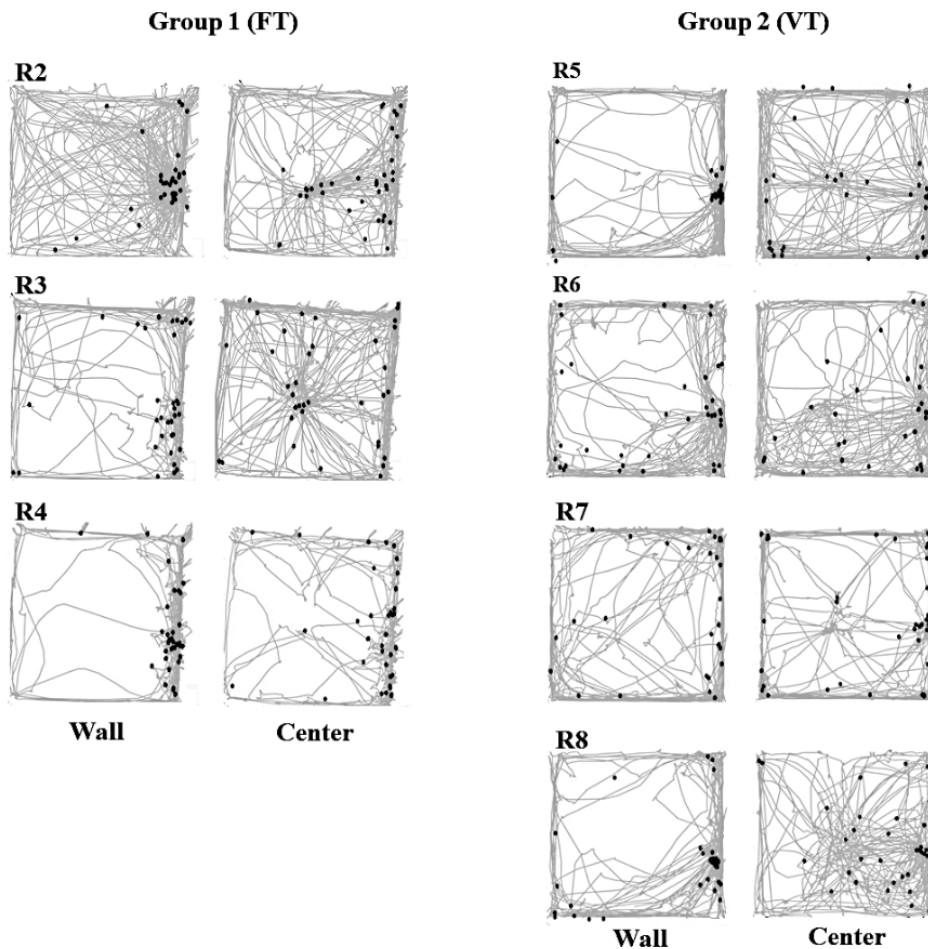 Group 1 (FT)
Group 2 (VT)
R2
R5
R3
R6
R4
R7
Wall
Center
R8
Wall
Center